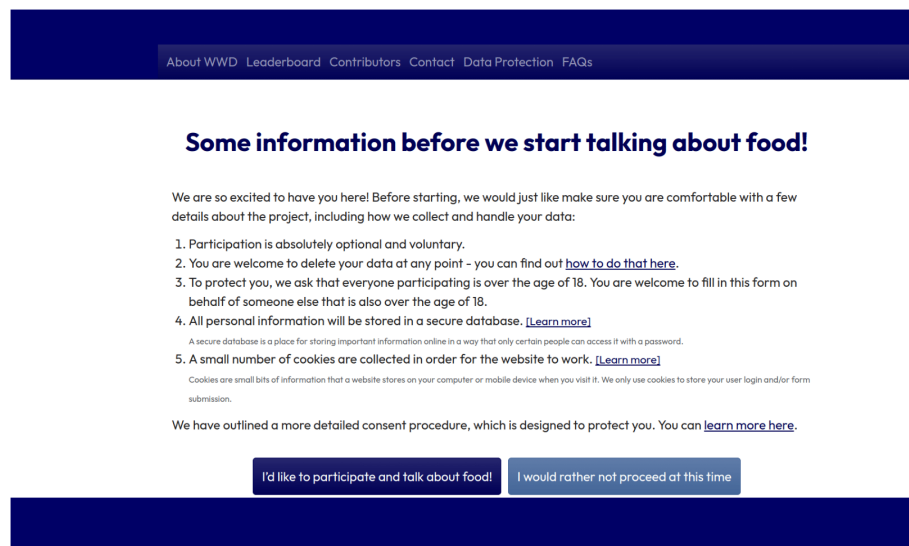 About WWD Leaderboard Contributors Contact Data Protection FAQs
Some information before we start talking about food!
We are so excited to have you here! Before starting, we would just like make sure you are comfortable with a few
details about the project, including how we collect and handle your data:
1. Participation is absolutely optional and voluntary.
2. You are welcome to delete your data at any point - you can find out how to do that here.
3. To protect you, we ask that everyone participating is over the age of 18. You are welcome to fill in this form on
behalf of someone else that is also over the age of 18.
4. All personal information will be stored in a secure database. [Learn more]
A secure database is a place for storing important information online in a way that only certain people can access it with a password.
5. A small number of cookies are collected in order for the website to work. [Learn more]
Cookies are small bits of information that a website stores on your computer or mobile device when you visit it. We only use cookies to store your user login and/or form
submission.
We have outlined a more detailed consent procedure, which is designed to protect you. You can learn more here.
I'd like to participate and talk about food! I would rather not proceed at this time